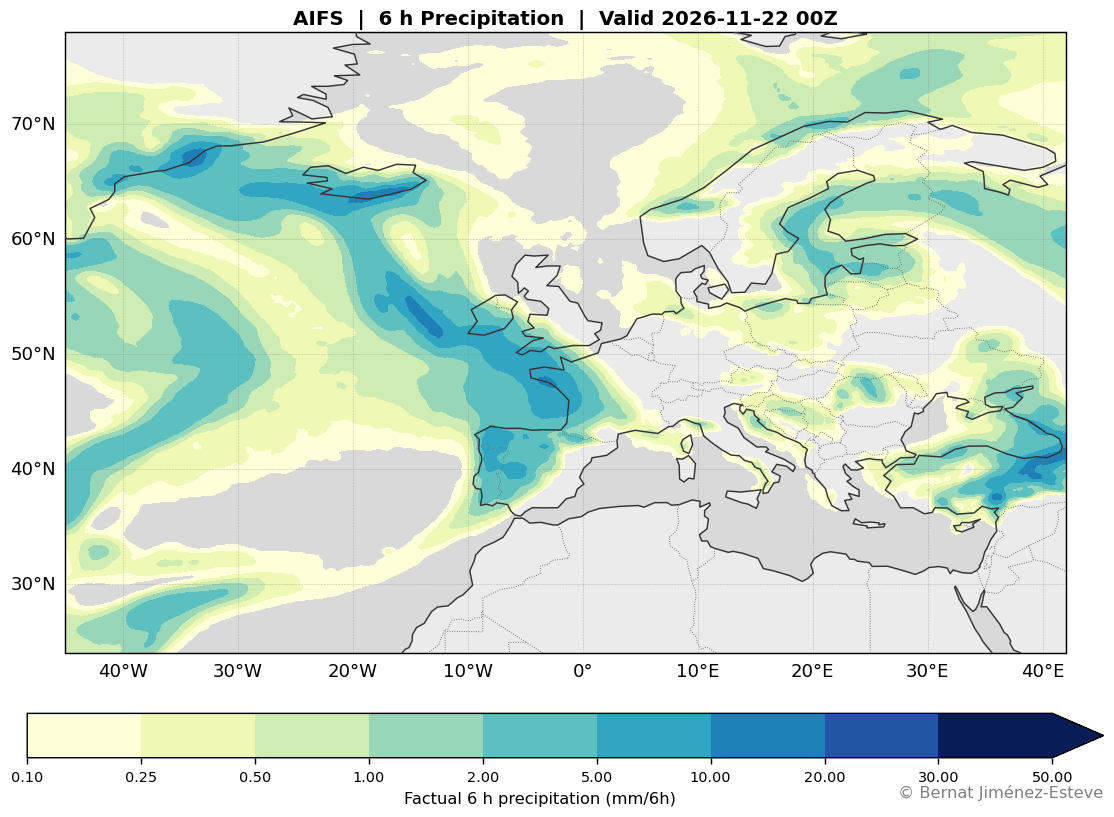 AIFS | 6 h Precipitation | Valid 2026-11-22 00Z
70°N
60°N
50°N
40°N
30°N
40°W 30°W 20°W 10°W 0° 10°E 20°E 30°E 40°E
0.10 0.25 0.50 1.00 2.00 5.00 10.00 20.00 30.00 50.00
Factual 6 h precipitation (mm/6h)
© Bernat Jiménez-Esteve